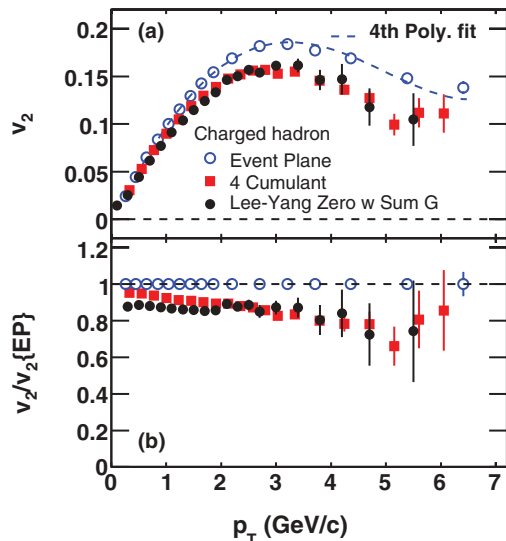 (a)
4th Poly. fit
0.2
0.15
0.1
0.05
0
v2
Charged hadron
Event Plane
4 Cumulant
Lee-Yang Zero w Sum G
1.2
1
0.8
0.6
0.4
0.2
0
v2/v2{EP}
(b)
0 1 2 3 4 5 6 7
pT (GeV/c)